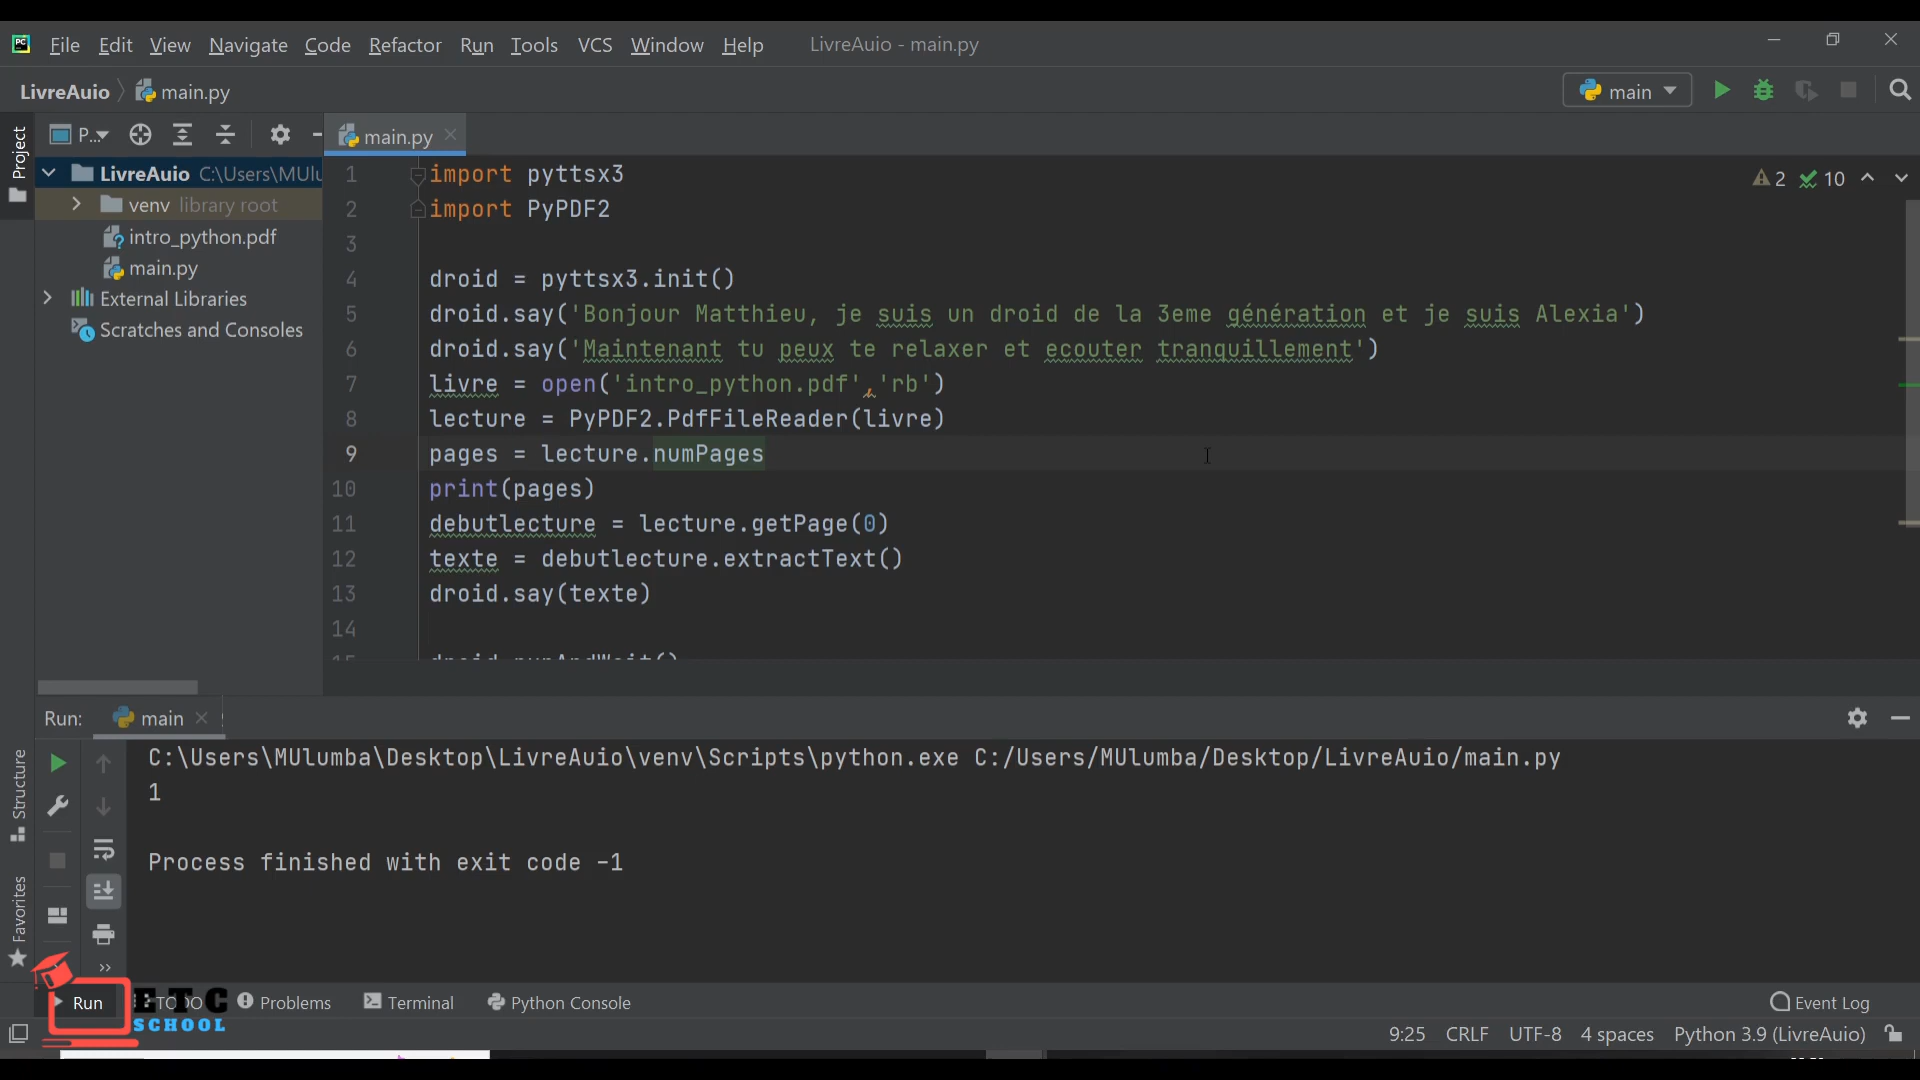 File Edit View Navigate Code Refactor Run Tools VCS Window Help LivreAuio - main.py
LivreAuio main.py main
Project P... main.py
LivreAuio C:\Users\MUlu
venv library root
intro_python.pdf
main.py
External Libraries
Scratches and Consoles
1 import pyttsx3
2 import PyPDF2
3
4 droid = pyttsx3.init()
5 droid.say('Bonjour Matthieu, je suis un droid de la 3eme génération et je suis Alexia')
6 droid.say('Maintenant tu peux te relaxer et ecouter tranquillement')
7 livre = open('intro_python.pdf','rb')
8 lecture = PyPDF2.PdfFileReader(livre)
9 pages = lecture.numPages
10 print(pages)
11 debutlecture = lecture.getPage(0)
12 texte = debutlecture.extractText()
13 droid.say(texte)
14
15 droid.runAndWait()
2 10
Run: main
C:\Users\MUlumba\Desktop\LivreAuio\venv\Scripts\python.exe C:/Users/MUlumba/Desktop/LivreAuio/main.py
1
Process finished with exit code -1
Structure
Favorites
Run TODO Problems Terminal Python Console Event Log
ETC
SCHOOL
9:25 CRLF UTF-8 4 spaces Python 3.9 (LivreAuio)